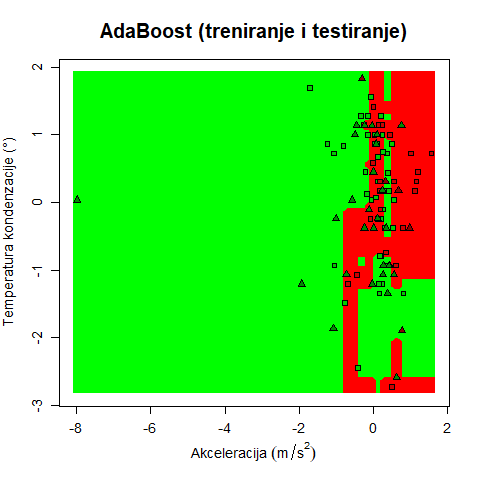 AdaBoost (treniranje i testiranje)
Temperatura kondenzacije (°)
2
1
0
-1
-2
-3
-8 -6 -4 -2 0 2
Akceleracija (m/s²)